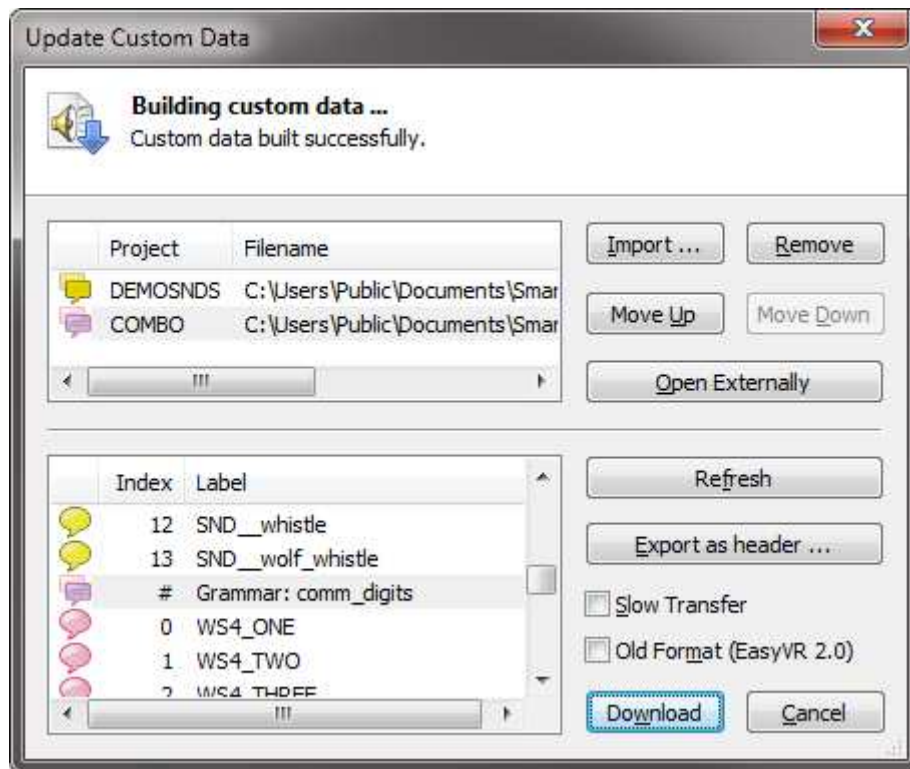 Update Custom Data
Building custom data ...
Custom data built successfully.
Project Filename
DEMOSNDS C:\Users\Public\Documents\Smar
COMBO C:\Users\Public\Documents\Smar
Import ... Remove
Move Up Move Down
Open Externally
Index Label
12 SND__whistle
13 SND__wolf_whistle
# Grammar: comm_digits
0 WS4_ONE
1 WS4_TWO
2 WS4_THREE
Refresh
Export as header ...
Slow Transfer
Old Format (EasyVR 2.0)
Download Cancel